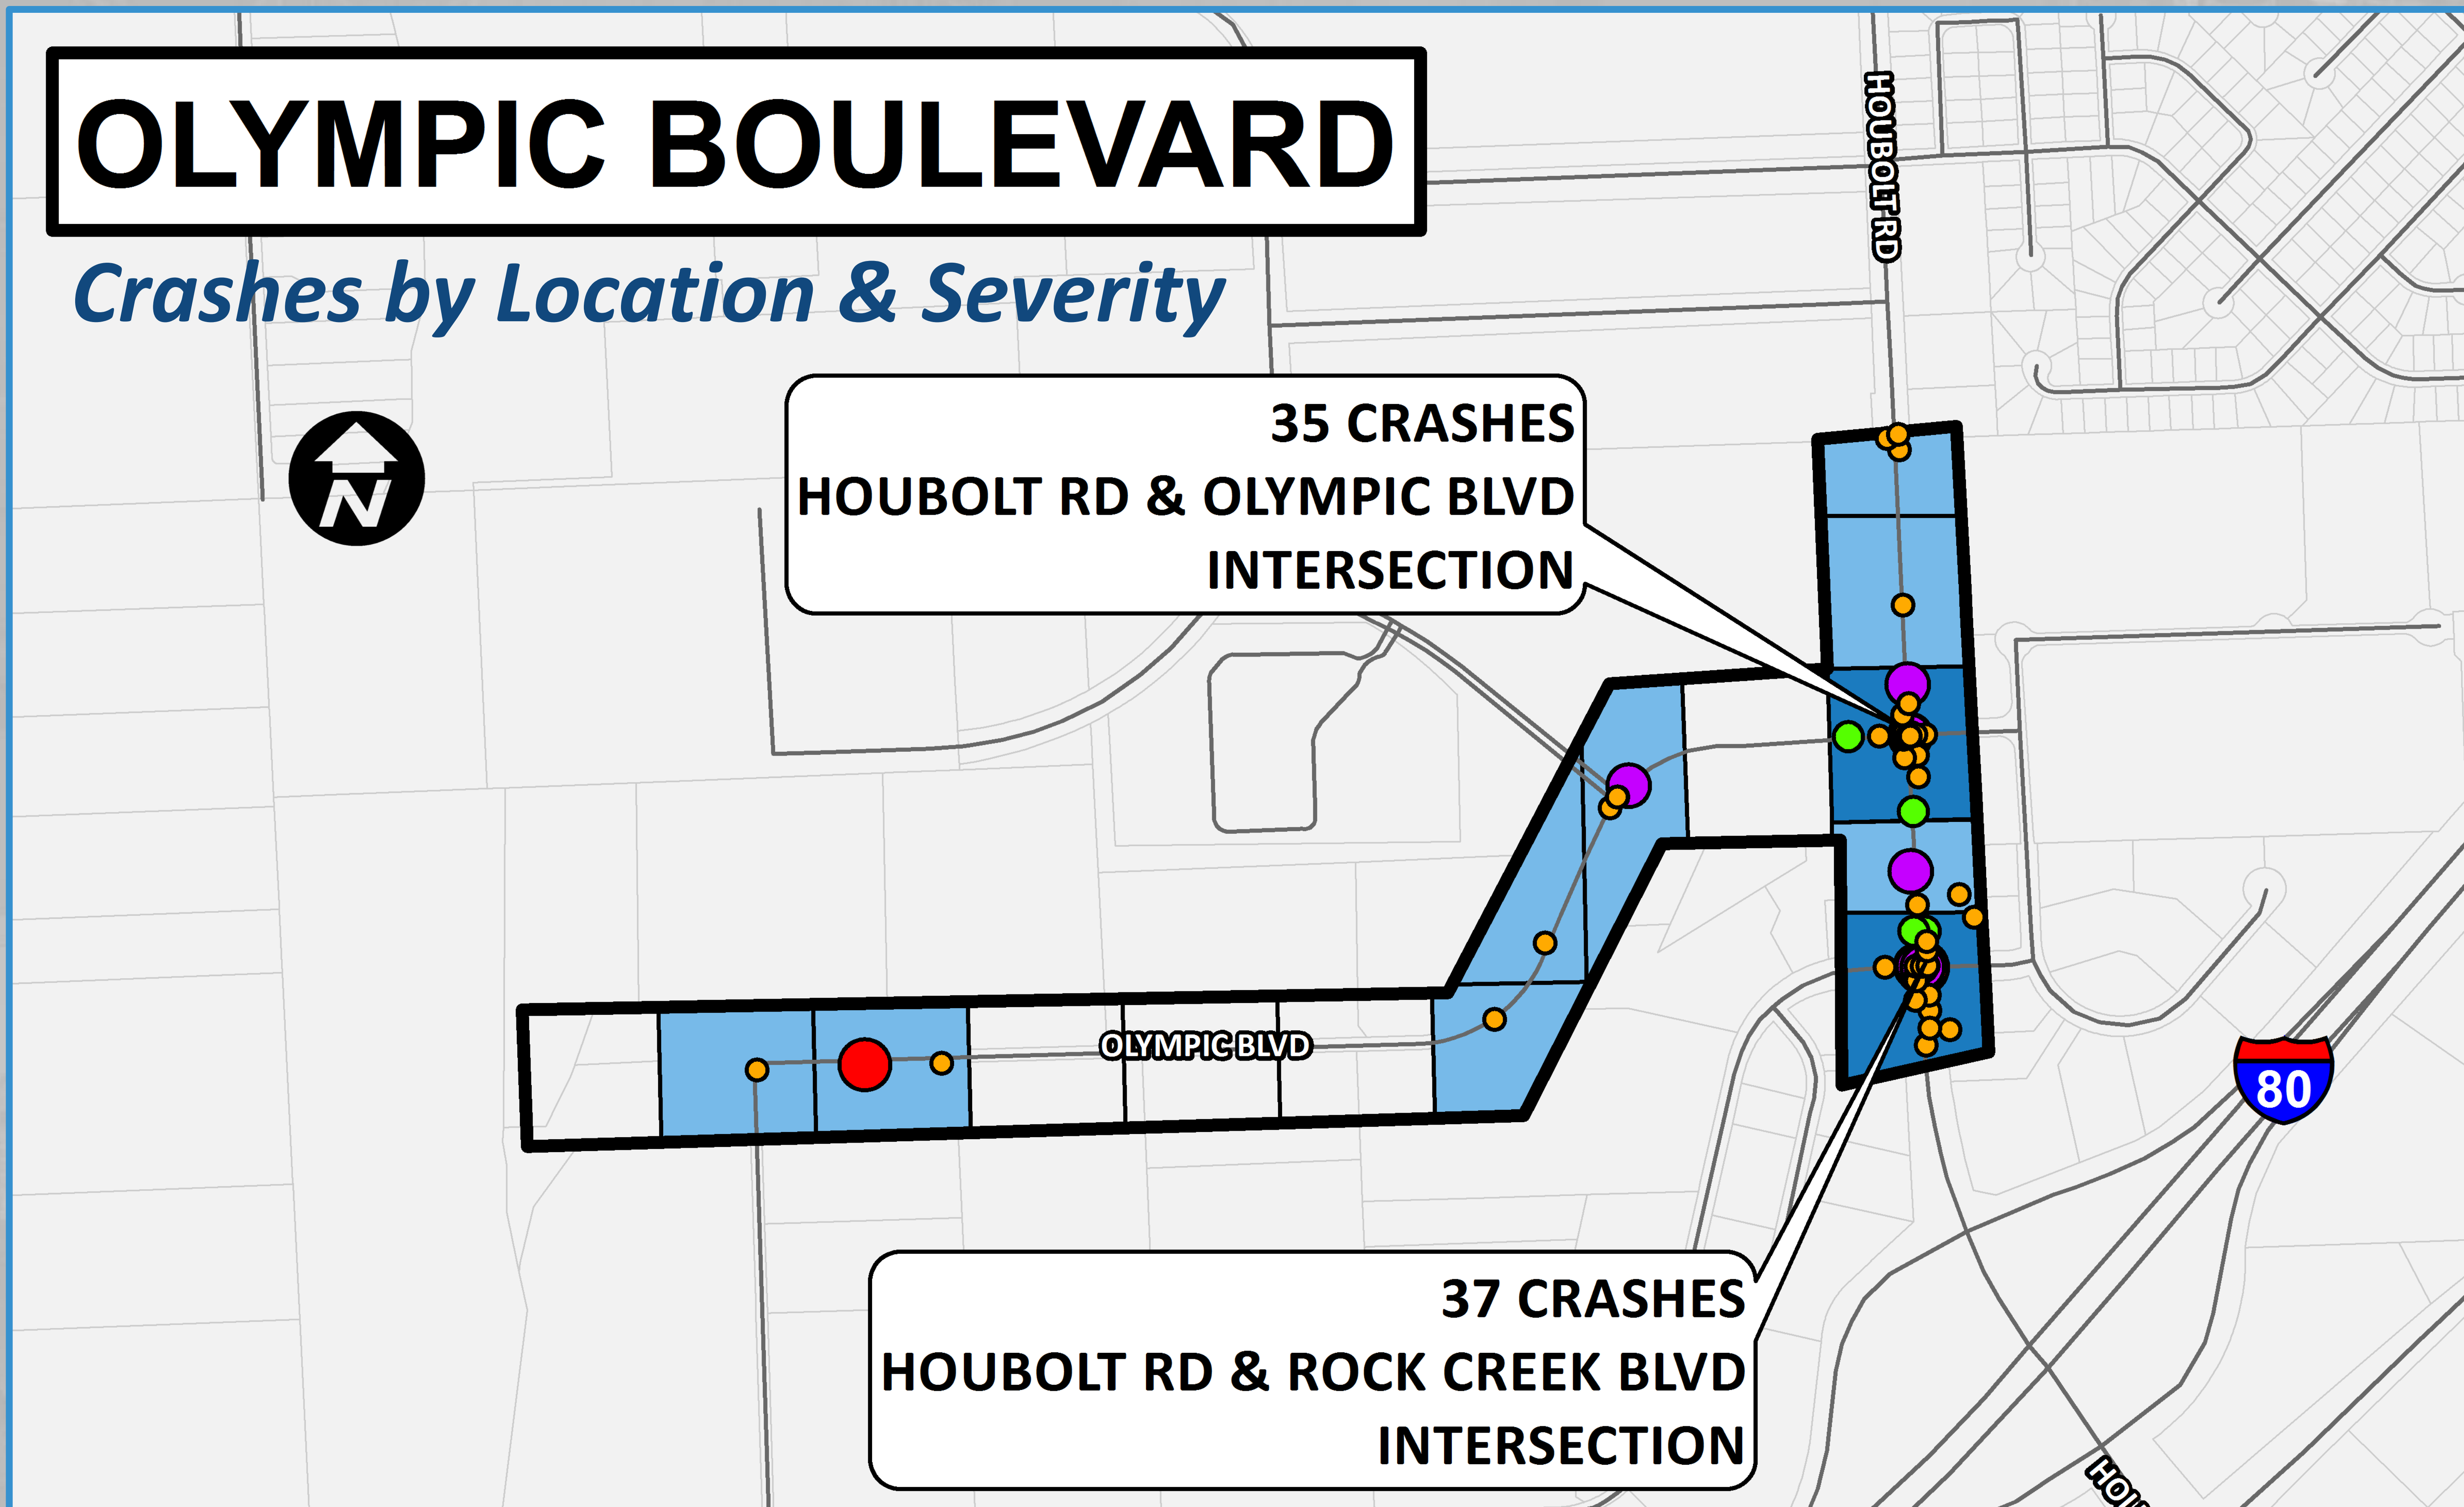 OLYMPIC BOULEVARD
Crashes by Location & Severity
HOUBOLT RD
N
35 CRASHES
HOUBOLT RD & OLYMPIC BLVD
INTERSECTION
OLYMPIC BLVD
80
37 CRASHES
HOUBOLT RD & ROCK CREEK BLVD
INTERSECTION